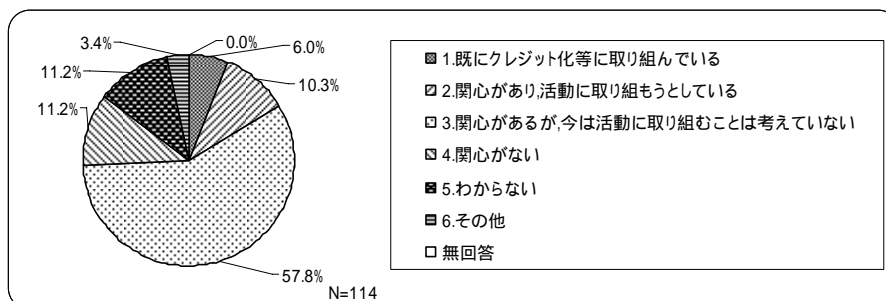 3.4%
0.0%
6.0%
11.2%
10.3%
11.2%
57.8%
N=114
1.既にクレジット化等に取り組んでいる
2.関心があり,活動に取り組もうとしている
3.関心があるが,今は活動に取り組むことは考えていない
4.関心がない
5.わからない
6.その他
無回答